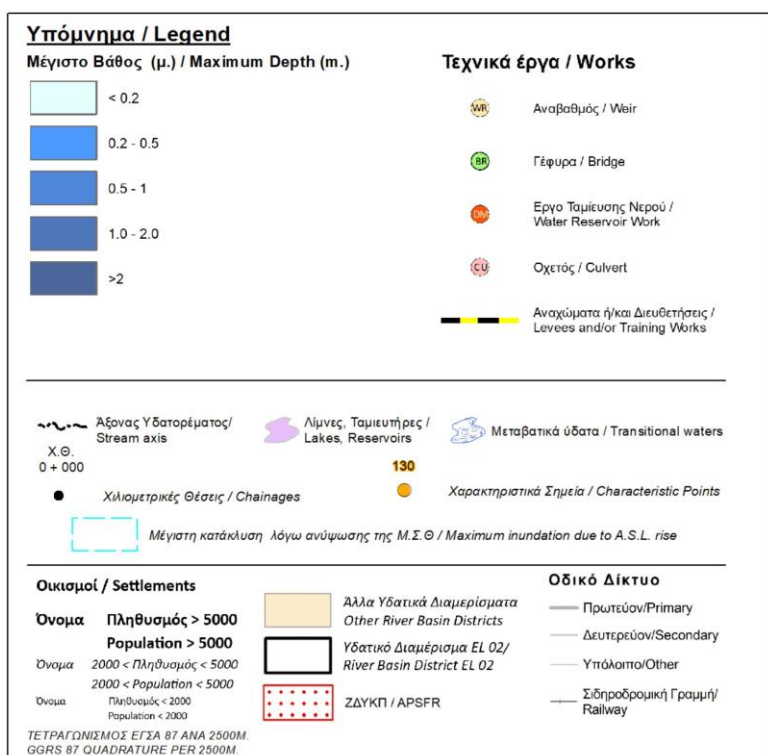 Υπόμνημα / Legend
Μέγιστο Βάθος (μ.) / Maximum Depth (m.)
< 0.2
0.2 - 0.5
0.5 - 1
1.0 - 2.0
>2
Τεχνικά έργα / Works
WR
Αναβαθμός / Weir
BR
Γέφυρα / Bridge
DM
Εργο Ταμίευσης Νερού /
Water Reservoir Work
CU
Οχετός / Culvert
Αναχώματα ή/και Διευθετήσεις /
Levees and/or Training Works
Άξονας Υδατορέματος/
Stream axis
Λίμνες, Ταμιευτήρες /
Lakes, Reservoirs
Μεταβατικά ύδατα / Transitional waters
Χ.Θ.
0 + 000
Χιλιομετρικές Θέσεις / Chainages
130
Χαρακτηριστικά Σημεία / Characteristic Points
Μέγιστη κατάκλυση λόγω ανύψωσης της Μ.Σ.Θ / Maximum inundation due to A.S.L. rise
Οικισμοί / Settlements
Όνομα Πληθυσμός > 5000
Population > 5000
Όνομα 2000 < Πληθυσμός < 5000
2000 < Population < 5000
Όνομα Πληθυσμός < 2000
Population < 2000
Άλλα Υδατικά Διαμερίσματα
Other River Basin Districts
Υδατικό Διαμέρισμα EL 02/
River Basin District EL 02
ΖΔΥΚΠ / APSFR
Οδικό Δίκτυο
Πρωτεύον/Primary
Δευτερεύον/Secondary
Υπόλοιπο/Other
Σιδηροδρομική Γραμμή/
Railway
ΤΕΤΡΑΓΩΝΙΣΜΟΣ ΕΓΣΑ 87 ΑΝΑ 2500Μ.
GGRS 87 QUADRATURE PER 2500M.